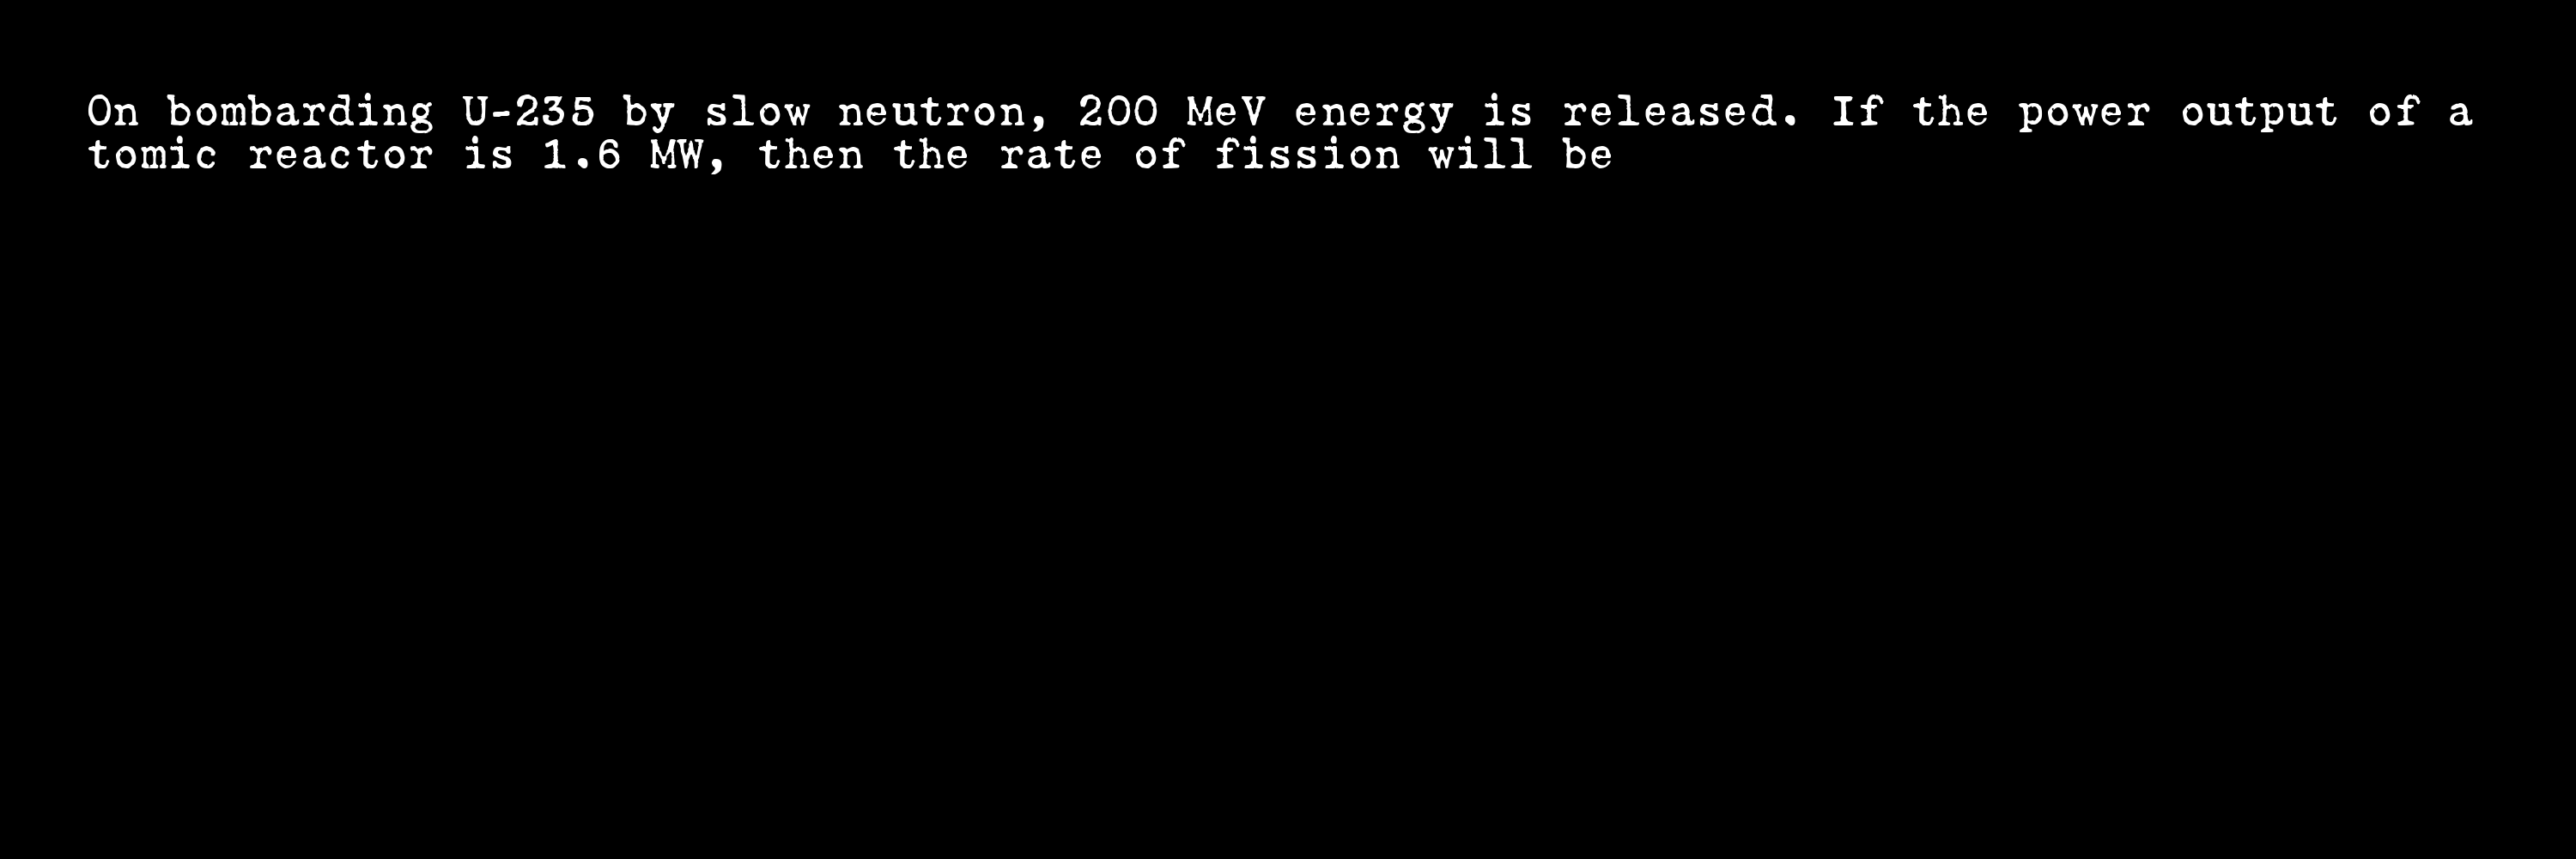 On bombarding U-235 by slow neutron, 200 MeV energy is released. If the power output of a
tomic reactor is 1.6 MW, then the rate of fission will be